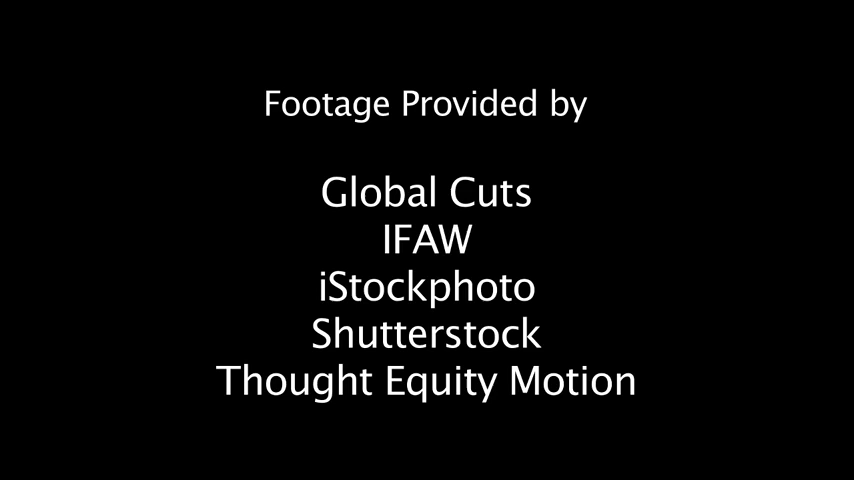 Footage Provided by
Global Cuts
IFAW
iStockphoto
Shutterstock
Thought Equity Motion